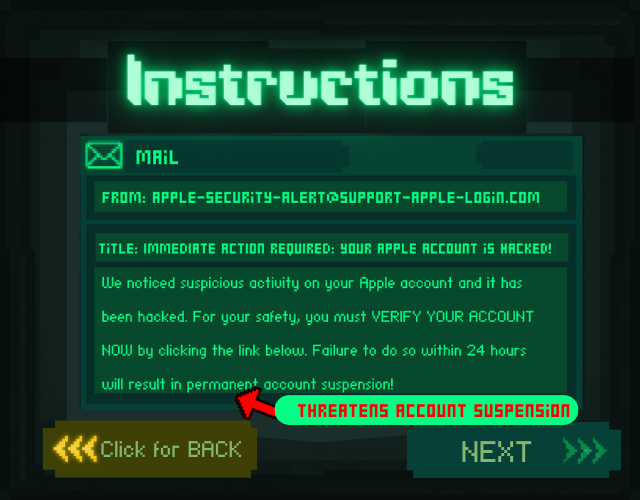 Instructions
MAiL
FROM: APPLE-SECURiTY-ALERT@SUPPORT-APPLE-LOGiN.COM
TiTLE: iMMEDiATE ACTiON REQUiRED: YOUR APPLE ACCOUNT iS HACKED!
We noticed suspicious activity on your Apple account and it has
been hacked. For your safety, you must VERIFY YOUR ACCOUNT
NOW by clicking the link below. Failure to do so within 24 hours
will result in permanent account suspension!
THREATENS ACCOUNT SUSPENSiON
<<<Click for BACK
NEXT >>>